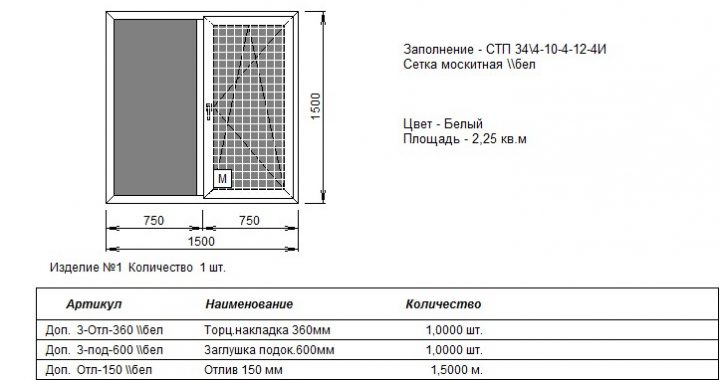 Заполнение - СТП 34\4-10-4-12-4И
Сетка москитная \\бел
1500
Цвет - Белый
Площадь - 2,25 кв.м
М
750 750
1500
Изделие №1 Количество 1 шт.
Артикул Наименование Количество
Доп. 3-Отл-360 \\бел Торц.накладка 360мм 1,0000 шт.
Доп. 3-под-600 \\бел Заглушка подок.600мм 1,0000 шт.
Доп. Отл-150 \\бел Отлив 150 мм 1,5000 м.